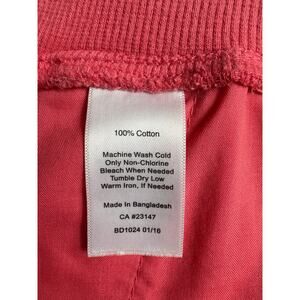 100% Cotton
Machine Wash Cold
Only Non-Chlorine
Bleach When Needed
Tumble Dry Low
Warm Iron, If Needed
Made In Bangladesh
CA #23147
BD1024 01/16